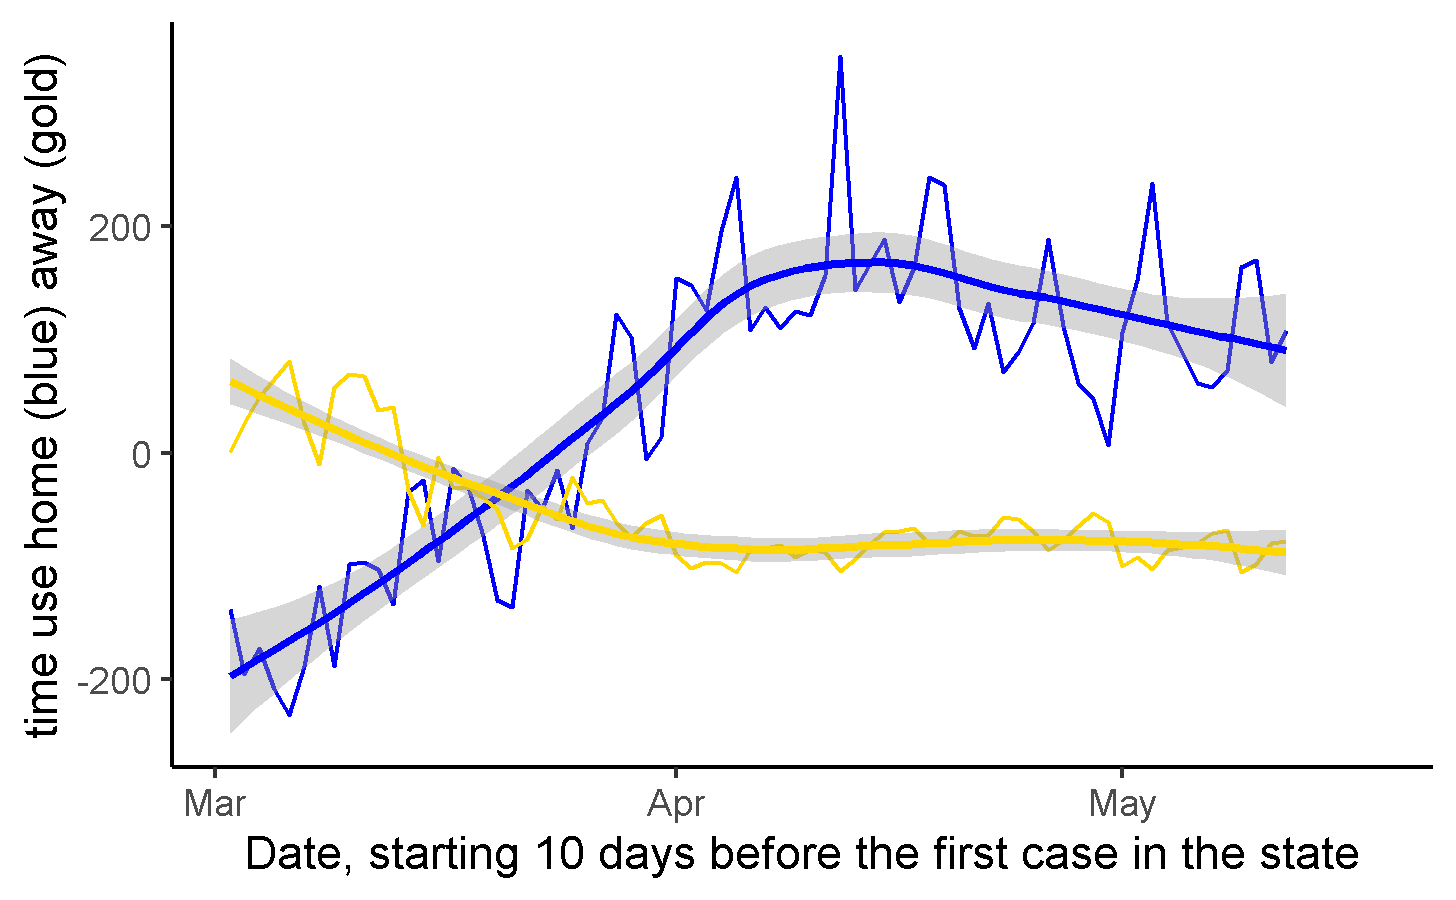 time use home (blue) away (gold)
200
0
-200
Mar
Apr
May
Date, starting 10 days before the first case in the state